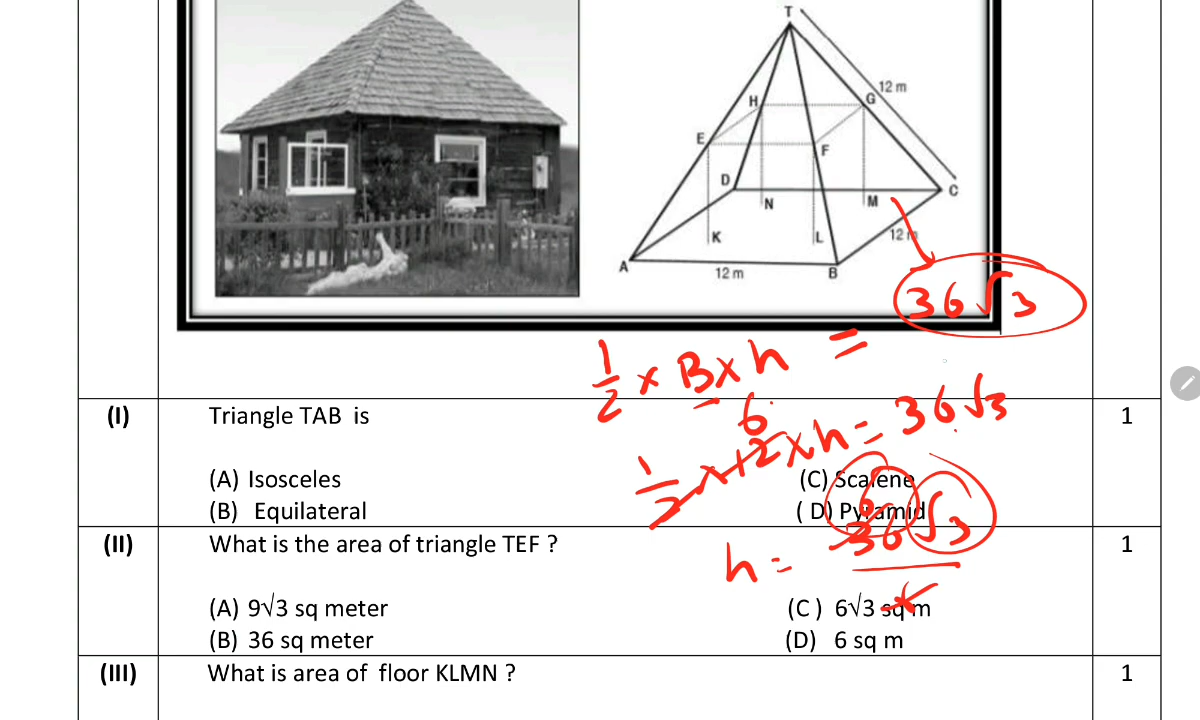 T
12 m
H
G
E
F
D
C
N
M
K
L
12 m
A
12 m
B
36√3
1/2 × B × h =
(I) Triangle TAB is 1
6
1/2 × 12 × h = 36√3
(A) Isosceles (C) Scalene
(B) Equilateral ( D) Pyramid
6
(II) What is the area of triangle TEF ? 1
h = 36√3
(A) 9√3 sq meter (C ) 6√3 sq m
(B) 36 sq meter (D) 6 sq m
(III) What is area of floor KLMN ? 1